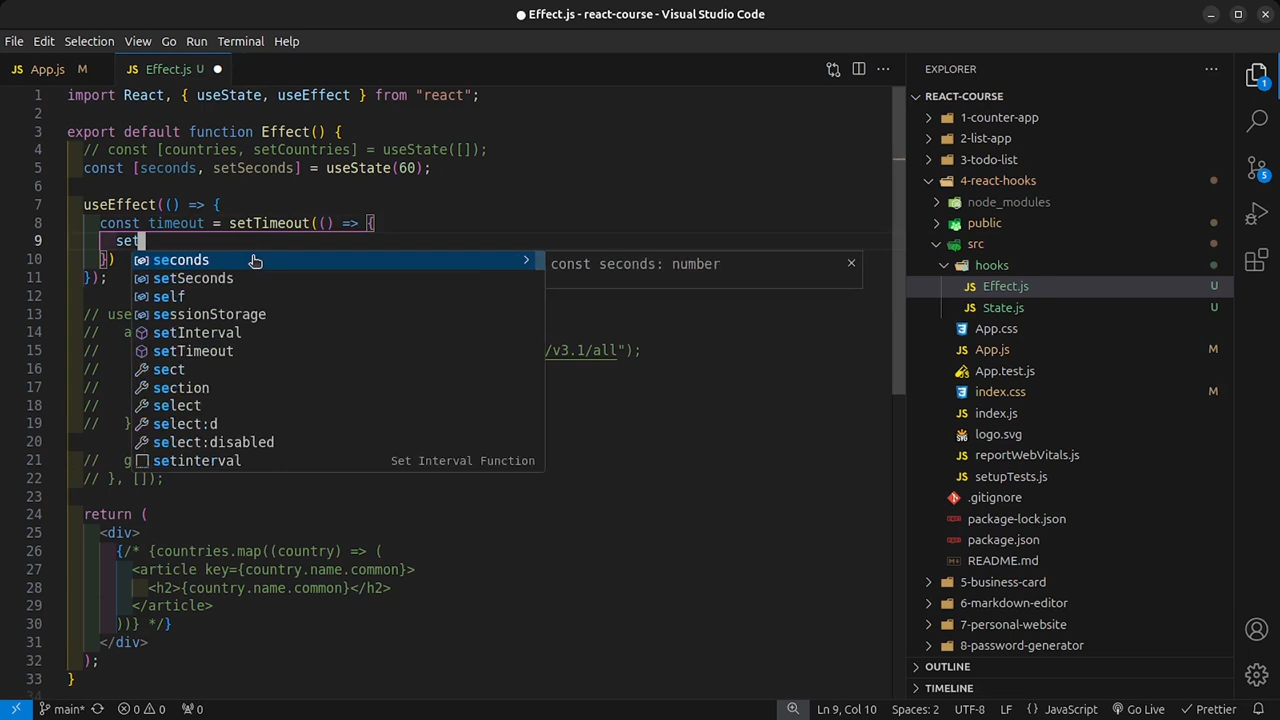 Effect.js - react-course - Visual Studio Code
File Edit Selection View Go Run Terminal Help
App.js M
Effect.js U
1 import React, { useState, useEffect } from "react";
2
3 export default function Effect() {
4 // const [countries, setCountries] = useState([]);
5 const [seconds, setSeconds] = useState(60);
6
7 useEffect(() => {
8 const timeout = setTimeout(() => {
9 set
10 })
11 });
12
13 // use
14 // a
15 // /v3.1/all");
16 //
17 //
18 //
19 // }
20
21 // g
22 // }, []);
23
24 return (
25 <div>
26 {/* {countries.map((country) => (
27 <article key={country.name.common}>
28 <h2>{country.name.common}</h2>
29 </article>
30 ))} */}
31 </div>
32 );
33 }
34
seconds
setSeconds
self
sessionStorage
setInterval
setTimeout
sect
section
select
select:d
select:disabled
setinterval Set Interval Function
const seconds: number
EXPLORER
REACT-COURSE
1-counter-app
2-list-app
3-todo-list
4-react-hooks
node_modules
public
src
hooks
Effect.js U
State.js U
App.css
App.js M
App.test.js
index.css M
index.js
logo.svg
reportWebVitals.js
setupTests.js
.gitignore
package-lock.json
package.json
README.md
5-business-card
6-markdown-editor
7-personal-website
8-password-generator
OUTLINE
TIMELINE
1
5
main* 0 0 0 Ln 9, Col 10 Spaces: 2 UTF-8 LF {} JavaScript Go Live Prettier